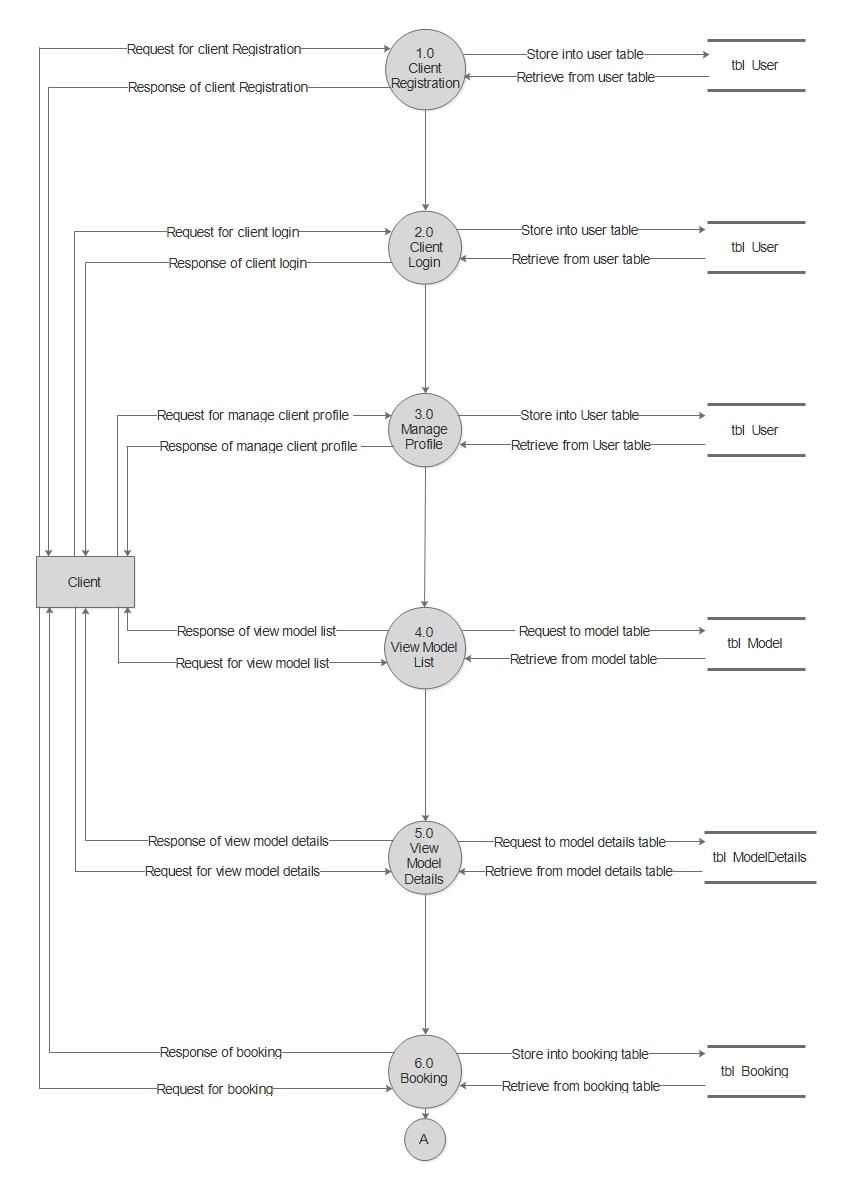 Request for client Registration
1.0
Client
Registration
Store into user table
Retrieve from user table
tbl User
Response of client Registration
Request for client login
2.0
Client
Login
Store into user table
Retrieve from user table
tbl User
Response of client login
Request for manage client profile
3.0
Manage
Profile
Store into User table
Retrieve from User table
tbl User
Response of manage client profile
Client
Response of view model list
4.0
View Model
List
Request to model table
Retrieve from model table
tbl Model
Request for view model list
Response of view model details
5.0
View
Model
Details
Request to model details table
Retrieve from model details table
tbl ModelDetails
Request for view model details
Response of booking
6.0
Booking
Store into booking table
Retrieve from booking table
tbl Booking
Request for booking
A